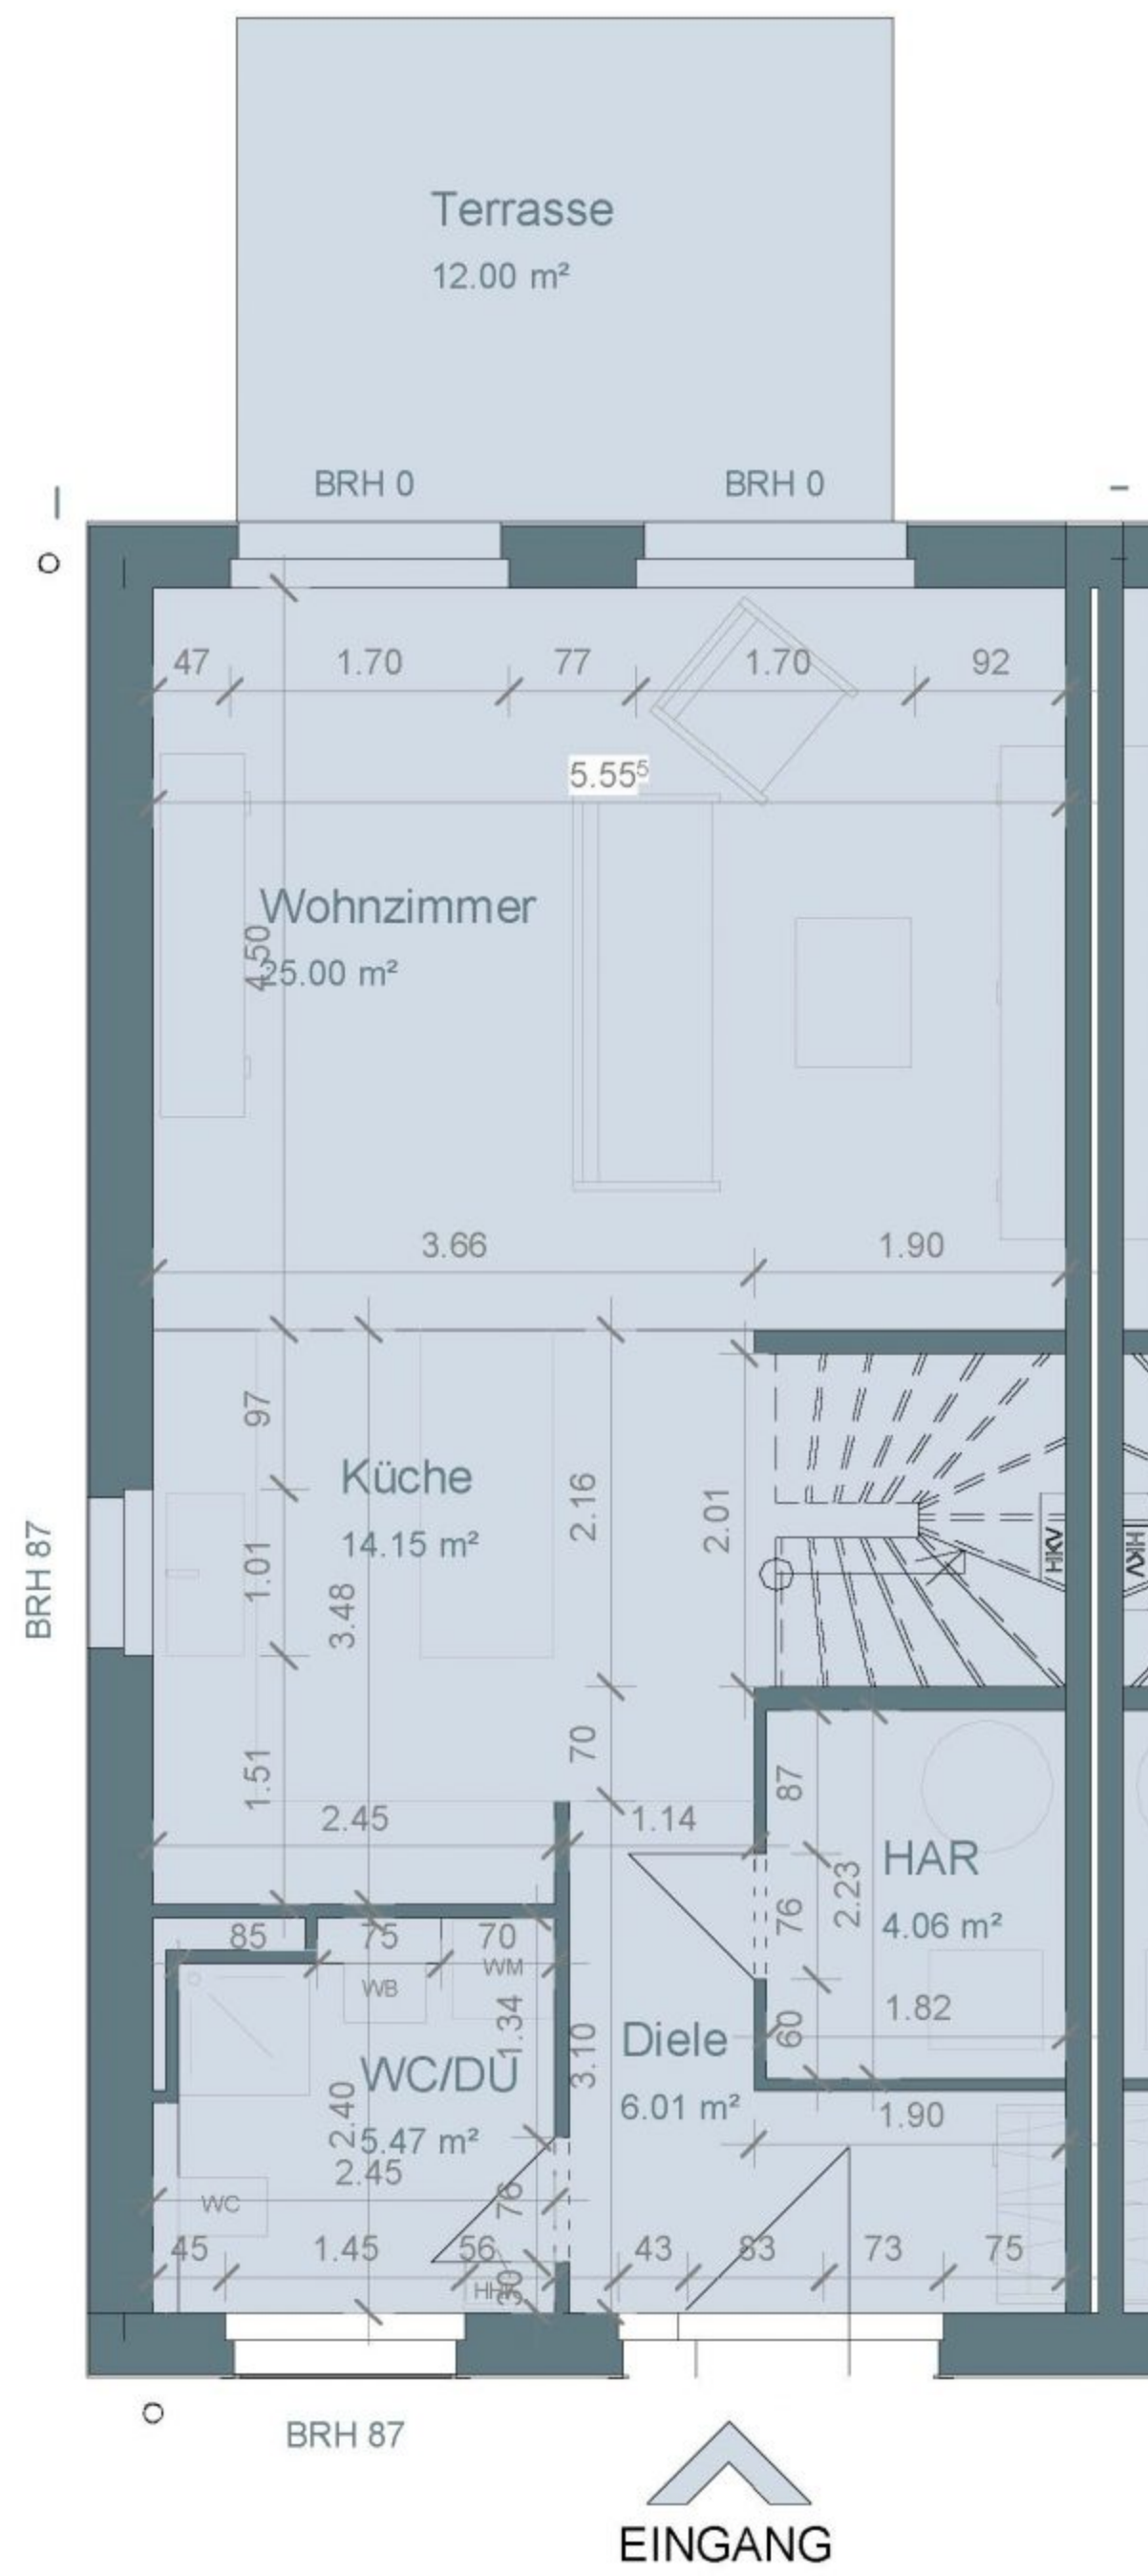 Terrasse
12.00 m²
BRH 0
BRH 0
47
1.70
77
1.70
92
5.55⁵
Wohnzimmer
25.00 m²
4.50
3.66
1.90
97
Küche
14.15 m²
2.16
2.01
HKV
HKV
BRH 87
1.01
3.48
1.51
70
2.45
1.14
87
HAR
4.06 m²
76
2.23
85
75
70
WB
WM
1.34
3.10
Diele
6.01 m²
60
1.82
1.90
WC/DU
5.47 m²
2.40
2.45
WC
76
45
1.45
56
30
43
83
73
75
BRH 87
EINGANG